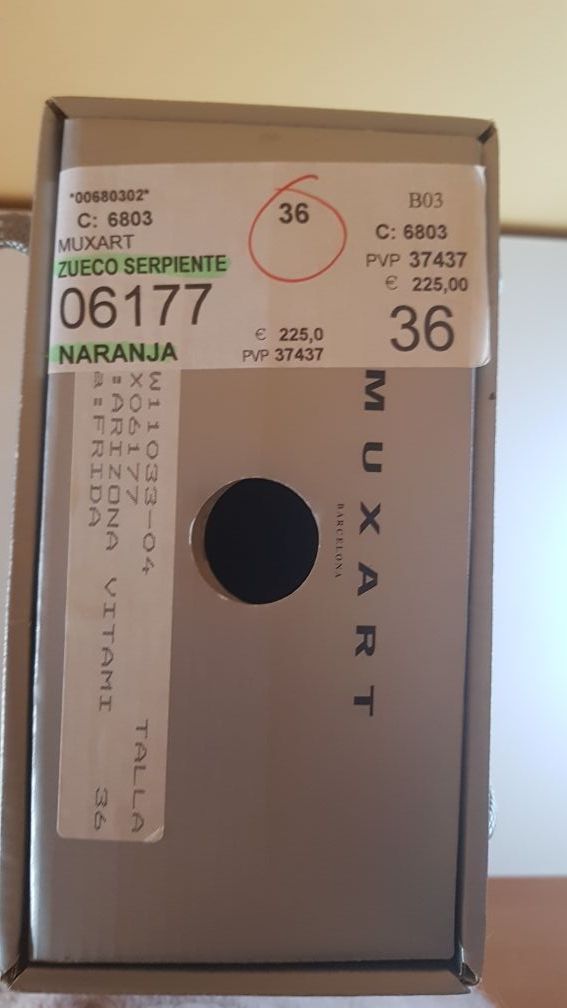 *00680302*
C: 6803
MUXART
ZUECO SERPIENTE
06177
NARANJA
36
€ 225,0
PVP 37437
B03
C: 6803
PVP 37437
€ 225,00
36
W11033-04
X06177 TALLA
:ARIZONA VITAMI 36
a:FRIDA
MUXART
BARCELONA